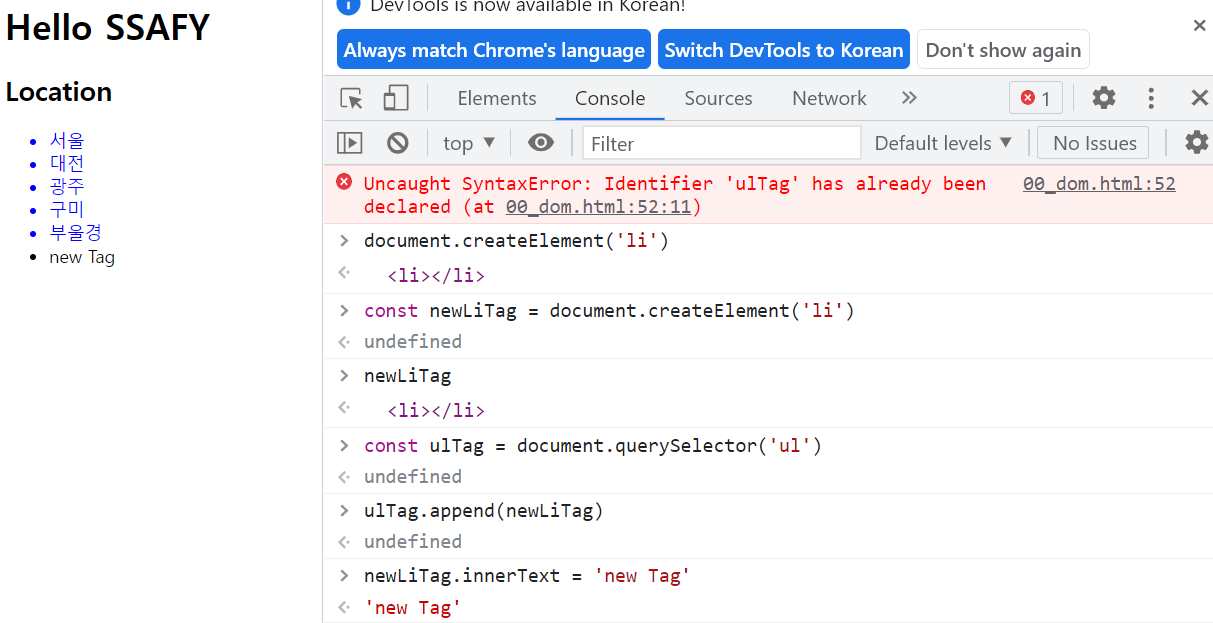 Hello SSAFY
Location
서울
대전
광주
구미
부울경
new Tag
DevTools is now available in Korean!
Always match Chrome's language
Switch DevTools to Korean
Don't show again
Elements
Console
Sources
Network
1
top
Filter
Default levels
No Issues
Uncaught SyntaxError: Identifier 'ulTag' has already been 00_dom.html:52
declared (at 00_dom.html:52:11)
document.createElement('li')
<li></li>
const newLiTag = document.createElement('li')
undefined
newLiTag
<li></li>
const ulTag = document.querySelector('ul')
undefined
ulTag.append(newLiTag)
undefined
newLiTag.innerText = 'new Tag'
'new Tag'